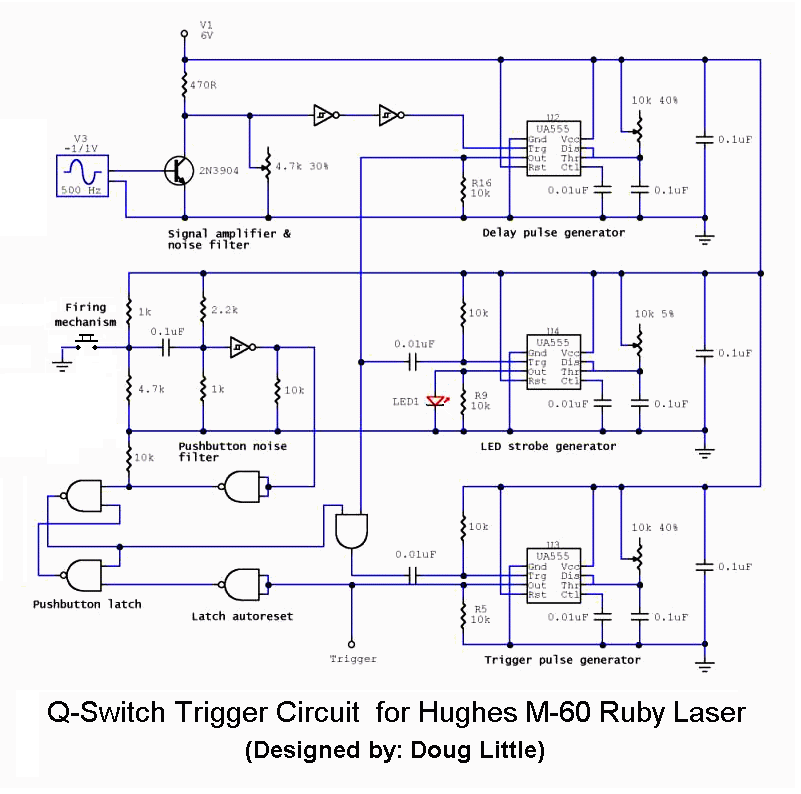 V1
6V
470R
V3
-1/1V
500 Hz
2N3904
4.7k 30%
Signal amplifier &
noise filter
U2
UA555
Gnd Vcc
Trg Dis
Out Thr
Rst Ctl
R16
10k
10k 40%
0.01uF
0.1uF
0.1uF
Delay pulse generator
Firing
mechanism
1k
2.2k
0.1uF
4.7k
1k
10k
Pushbutton noise
filter
10k
0.01uF
LED1
10k
R9
10k
U4
UA555
Gnd Vcc
Trg Dis
Out Thr
Rst Ctl
10k 5%
0.01uF
0.1uF
0.1uF
LED strobe generator
10k
0.01uF
U3
UA555
Gnd Vcc
Trg Dis
Out Thr
Rst Ctl
R5
10k
10k 40%
0.01uF
0.1uF
0.1uF
Pushbutton latch
Latch autoreset
Trigger
Trigger pulse generator
Q-Switch Trigger Circuit for Hughes M-60 Ruby Laser
(Designed by: Doug Little)